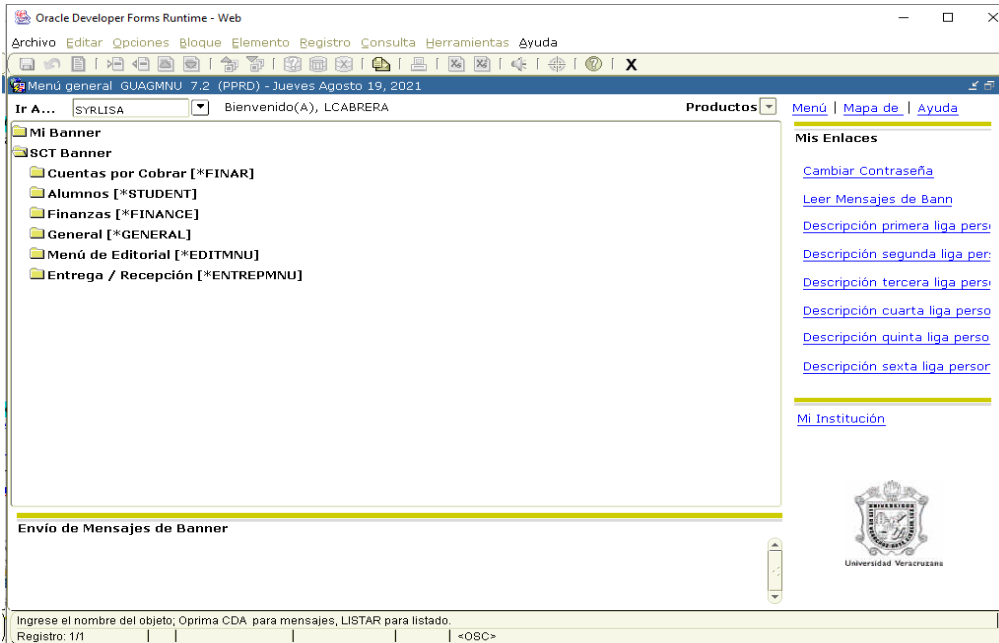 Oracle Developer Forms Runtime - Web
Archivo Editar Opciones Bloque Elemento Registro Consulta Herramientas Ayuda
Menú general GUAGMNU 7.2 (PPRD) - Jueves Agosto 19, 2021
Ir A... SYRLISA Bienvenido(A), LCABRERA Productos Menú | Mapa de | Ayuda
Mi Banner
SCT Banner
Cuentas por Cobrar [*FINAR]
Alumnos [*STUDENT]
Finanzas [*FINANCE]
General [*GENERAL]
Menú de Editorial [*EDITMNU]
Entrega / Recepción [*ENTREPMNU]
Mis Enlaces
Cambiar Contraseña
Leer Mensajes de Bann
Descripción primera liga perso
Descripción segunda liga per
Descripción tercera liga perso
Descripción cuarta liga perso
Descripción quinta liga perso
Descripción sexta liga person
Mi Institución
Universidad Veracruzana
Envío de Mensajes de Banner
Ingrese el nombre del objeto; Oprima CDA para mensajes, LISTAR para listado.
Registro: 1/1 <OSC>